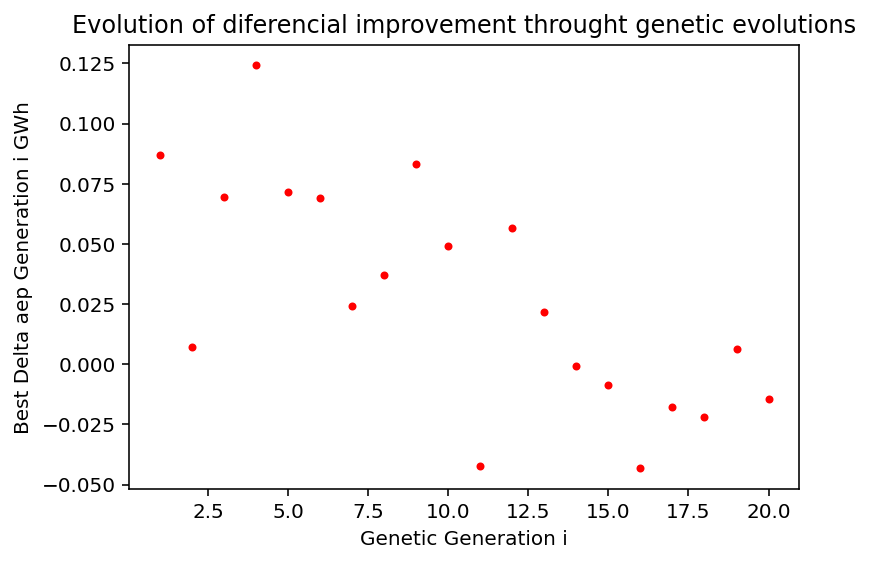 Evolution of diferencial improvement throught genetic evolutions
Best Delta aep Generation i GWh
0.125
0.100
0.075
0.050
0.025
0.000
−0.025
−0.050
2.5 5.0 7.5 10.0 12.5 15.0 17.5 20.0
Genetic Generation i